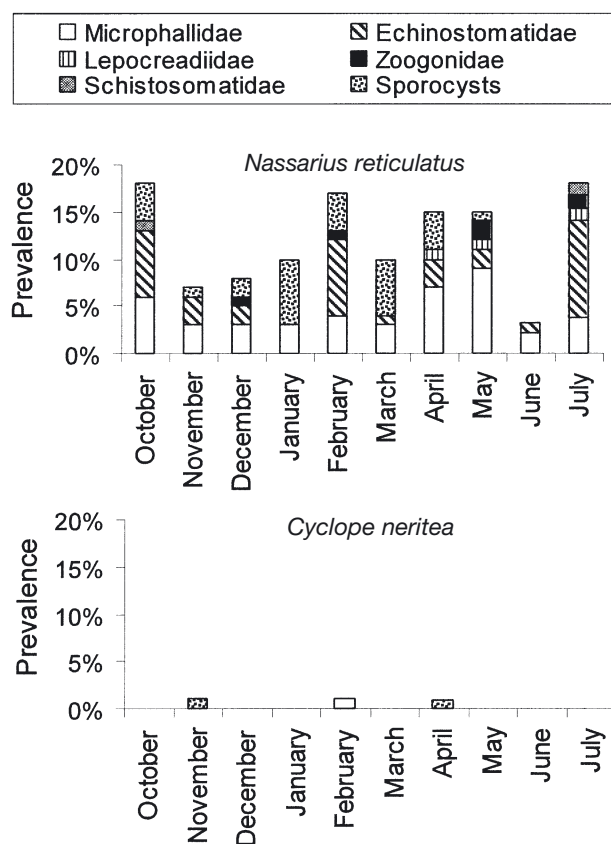 Microphallidae Echinostomatidae
Lepocreadiidae Zoogonidae
Schistosomatidae Sporocysts
Nassarius reticulatus
Prevalence
20%
15%
10%
5%
0%
October November December January February March April May June July
Cyclope neritea
Prevalence
20%
15%
10%
5%
0%
October November December January February March April May June July